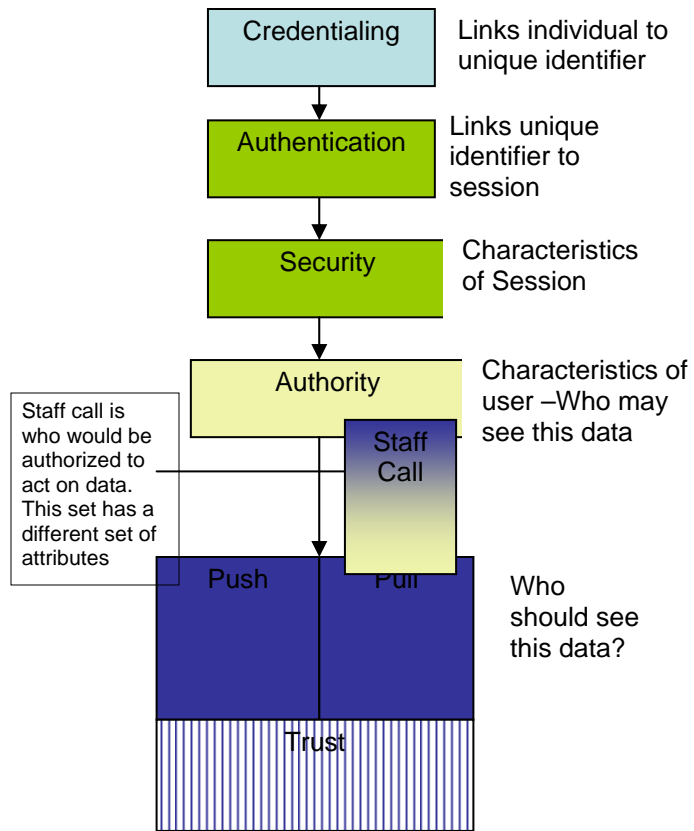 Credentialing
Links individual to
unique identifier
Authentication
Links unique
identifier to
session
Security
Characteristics
of Session
Authority
Characteristics of
user –Who may
see this data
Staff call is
who would be
authorized to
act on data.
This set has a
different set of
attributes
Staff
Call
Push
Pull
Who
should see
this data?
Trust